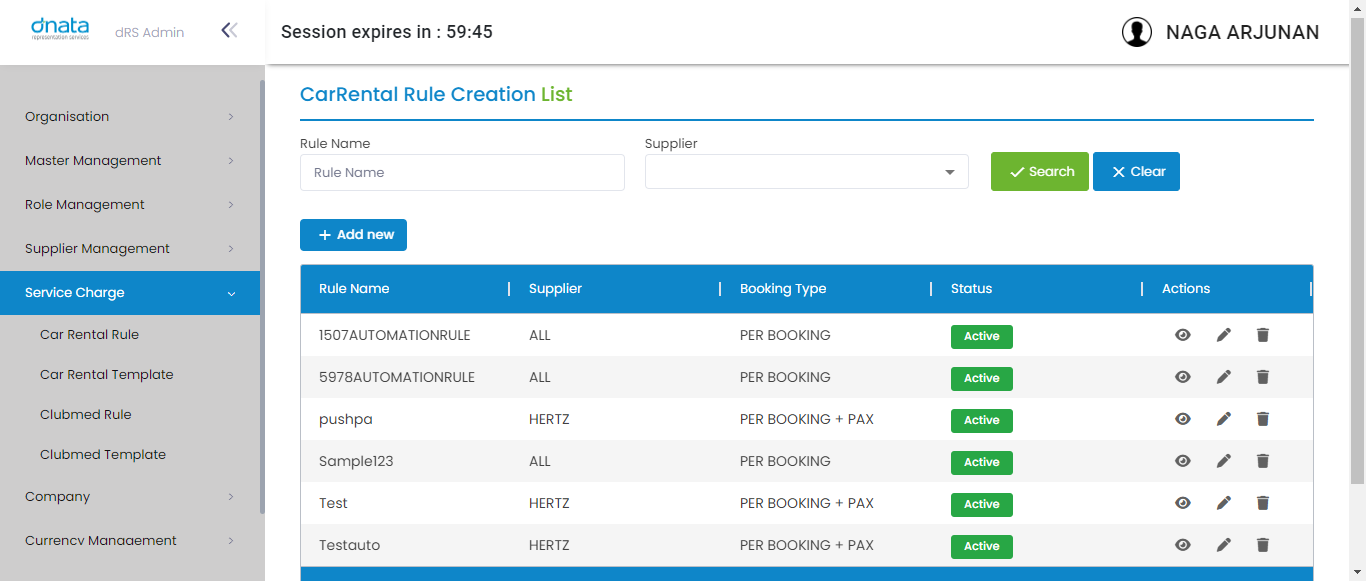 dnata
representation services
dRS Admin
Session expires in : 59:45
NAGA ARJUNAN
Organisation
Master Management
Role Management
Supplier Management
Service Charge
Car Rental Rule
Car Rental Template
Clubmed Rule
Clubmed Template
Company
Currency Management
CarRental Rule Creation List
Rule Name
Supplier
Rule Name
Search
Clear
Add new
Rule Name Supplier Booking Type Status Actions
1507AUTOMATIONRULE ALL PER BOOKING Active
5978AUTOMATIONRULE ALL PER BOOKING Active
pushpa HERTZ PER BOOKING + PAX Active
Sample123 ALL PER BOOKING Active
Test HERTZ PER BOOKING + PAX Active
Testauto HERTZ PER BOOKING + PAX Active